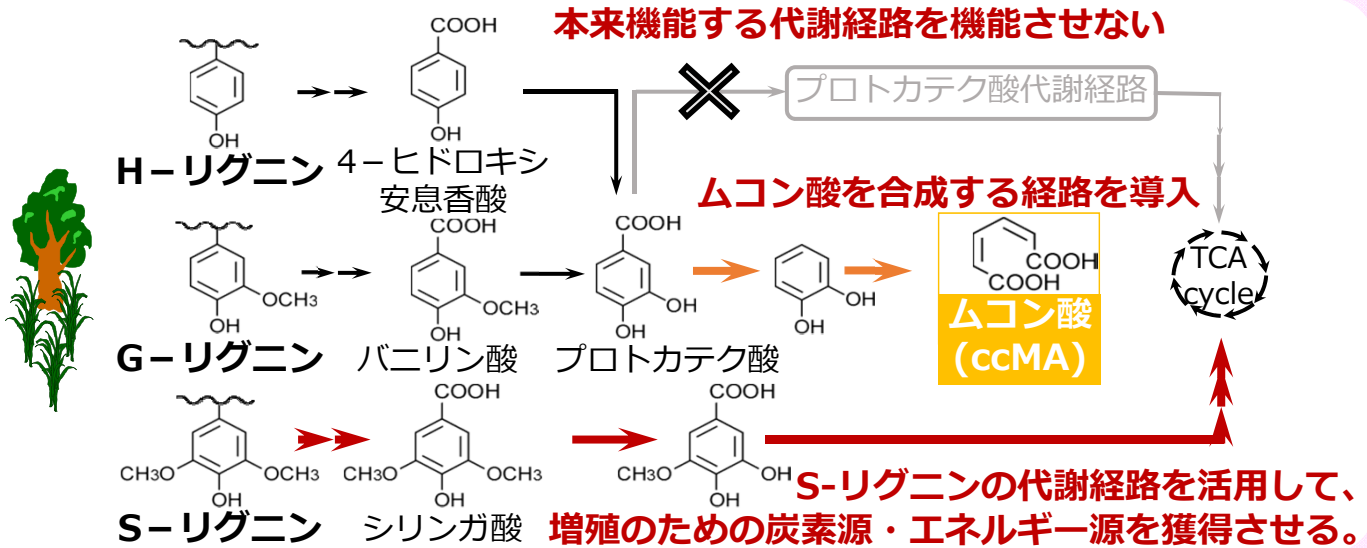 本来機能する代謝経路を機能させない
COOH
OH
OH
H－リグニン
4－ヒドロキシ
安息香酸
プロトカテク酸代謝経路
ムコン酸を合成する経路を導入
OCH3
OH
G－リグニン
COOH
OCH3
OH
バニリン酸
COOH
OH
OH
プロトカテク酸
OH
OH
COOH
COOH
ムコン酸
(ccMA)
TCA
cycle
CH3O
OCH3
OH
S－リグニン
COOH
CH3O
OCH3
OH
シリンガ酸
COOH
CH3O
OH
OH
S-リグニンの代謝経路を活用して、
増殖のための炭素源・エネルギー源を獲得させる。